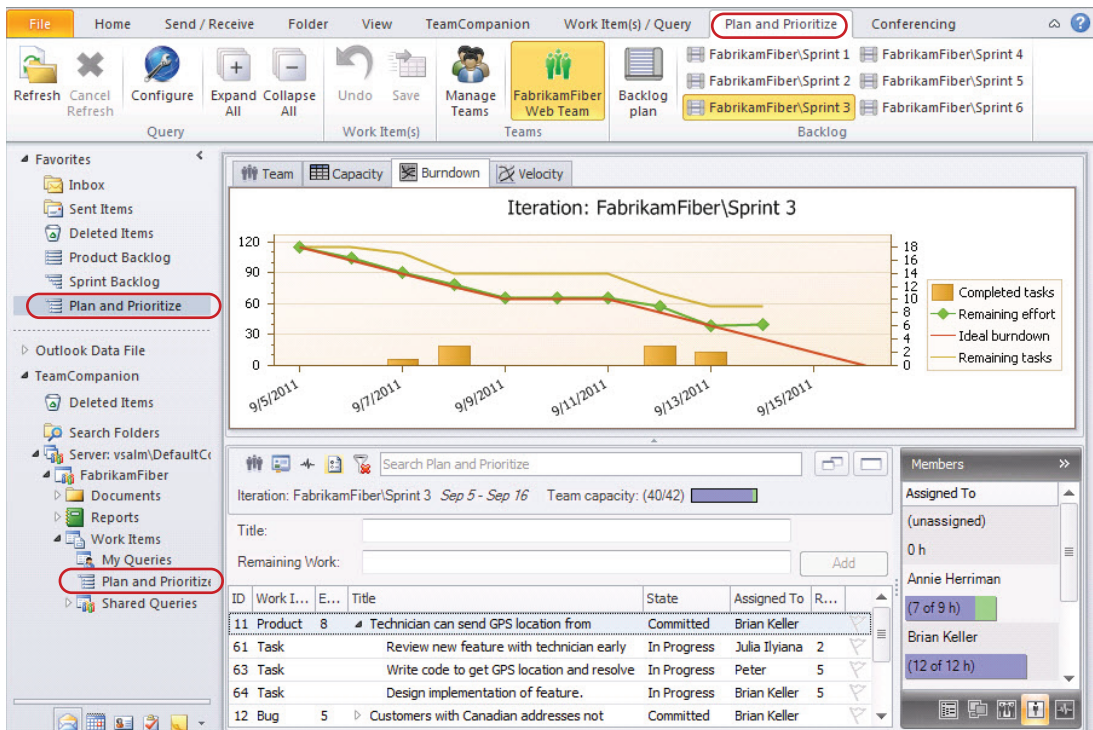 File Home Send / Receive Folder View TeamCompanion Work Item(s) / Query Plan and Prioritize Conferencing
Refresh
Cancel Refresh
Configure
Expand All
Collapse All
Query
Undo
Save
Work Item(s)
Manage Teams
FabrikamFiber Web Team
Teams
Backlog plan
FabrikamFiber\Sprint 1 FabrikamFiber\Sprint 4
FabrikamFiber\Sprint 2 FabrikamFiber\Sprint 5
FabrikamFiber\Sprint 3 FabrikamFiber\Sprint 6
Backlog
Favorites
Inbox
Sent Items
Deleted Items
Product Backlog
Sprint Backlog
Plan and Prioritize
Outlook Data File
TeamCompanion
Deleted Items
Search Folders
Server: vsalm\DefaultCo
FabrikamFiber
Documents
Reports
Work Items
My Queries
Plan and Prioritize
Shared Queries
Team Capacity Burndown Velocity
Iteration: FabrikamFiber\Sprint 3
120
90
60
30
0
18
16
14
12
10
8
6
4
2
0
9/5/2011 9/7/2011 9/9/2011 9/11/2011 9/13/2011 9/15/2011
Completed tasks
Remaining effort
Ideal burndown
Remaining tasks
Search Plan and Prioritize
Iteration: FabrikamFiber\Sprint 3 Sep 5 - Sep 16 Team capacity: (40/42)
Title:
Remaining Work:
Add
ID Work I... E... Title State Assigned To R...
11 Product 8 Technician can send GPS location from Committed Brian Keller
61 Task Review new feature with technician early In Progress Julia Ilyiana 2
63 Task Write code to get GPS location and resolve In Progress Peter 5
64 Task Design implementation of feature. In Progress Brian Keller 5
12 Bug 5 Customers with Canadian addresses not Committed Brian Keller
Members
Assigned To
(unassigned)
0 h
Annie Herriman
(7 of 9 h)
Brian Keller
(12 of 12 h)